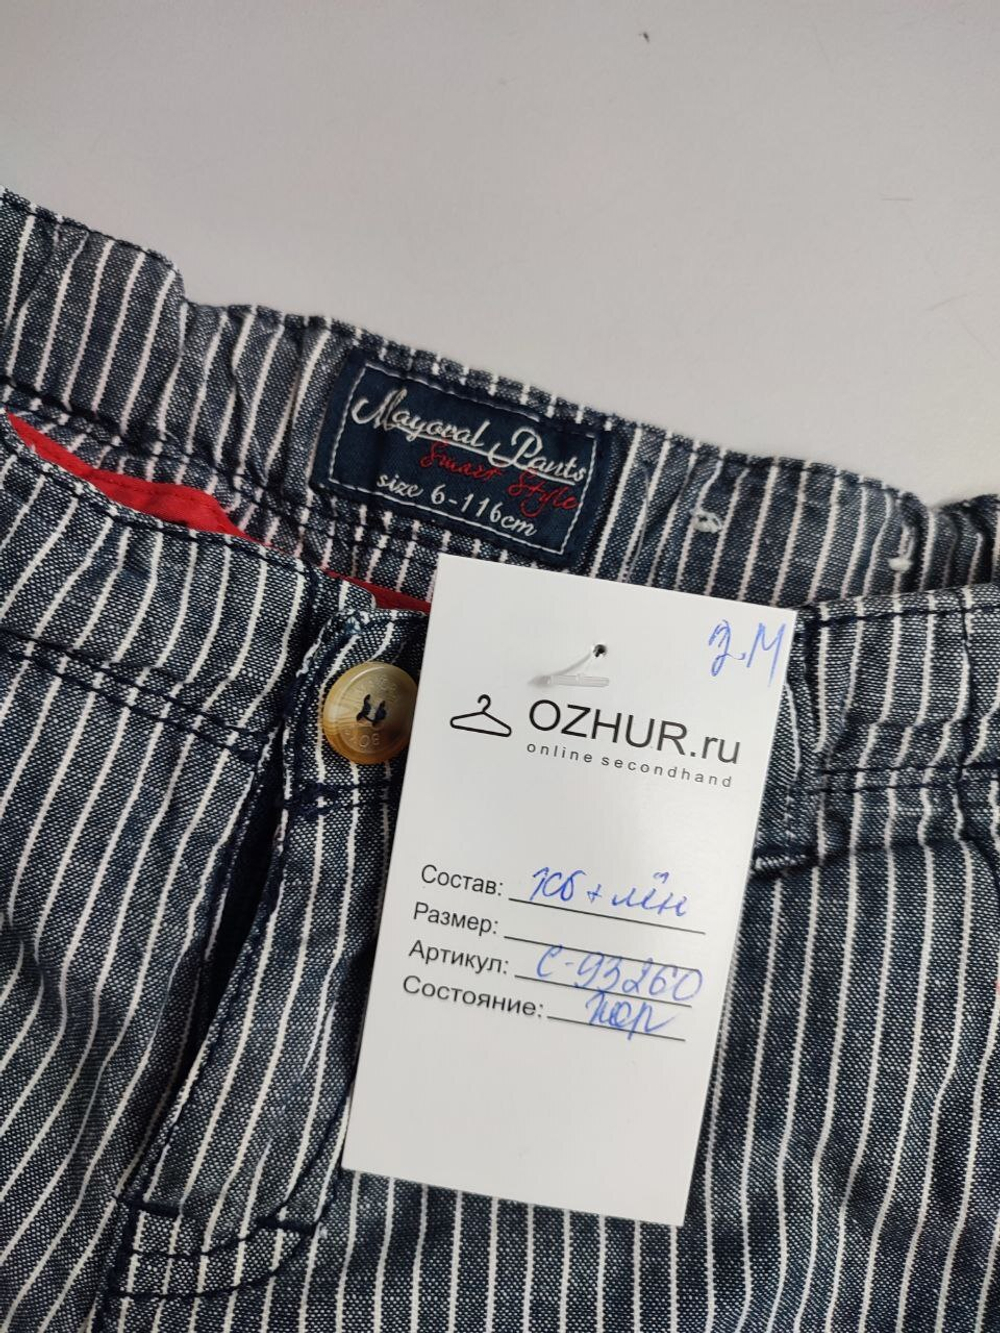 Mayoral Pants
Smart Style
size 6-116cm
OZHUR.ru
online secondhand
Состав: хб + лён
Размер:
Артикул: С-93260
Состояние: хор